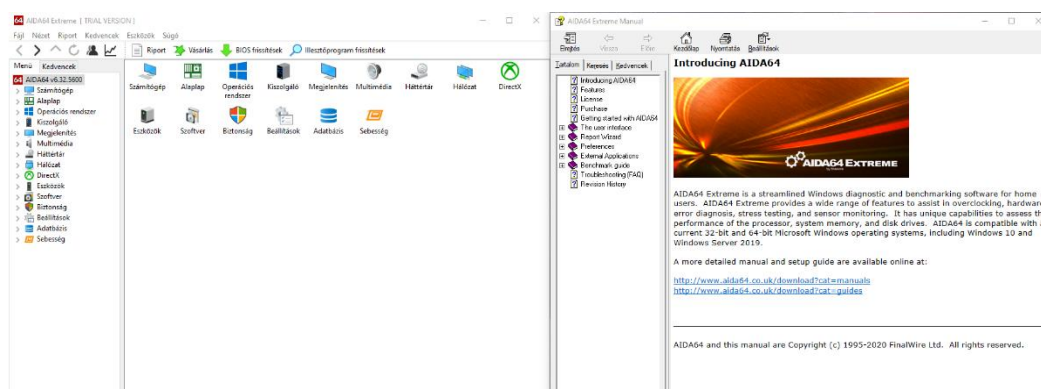 64 AIDA64 Extreme [ TRIAL VERSION ]
Fájl Nézet Riport Kedvencek Eszközök Súgó
Riport Vásárlás BIOS frissítések Illesztőprogram frissítések
Menü Kedvencek
64 AIDA64 v6.32.5600
Számítógép
Alaplap
Operációs rendszer
Kiszolgáló
Megjelenítés
Multimédia
Háttértár
Hálózat
DirectX
Eszközök
Szoftver
Biztonság
Beállítások
Adatbázis
Sebesség
Számítógép Alaplap Operációs rendszer Kiszolgáló Megjelenítés Multimédia Háttértár Hálózat DirectX
Eszközök Szoftver Biztonság Beállítások Adatbázis Sebesség
AIDA64 Extreme Manual
Elrejtés Vissza Előre Kezdőlap Nyomtatás Beállítások
Tartalom Keresés Kedvencek
Introducing AIDA64
Features
License
Purchase
Getting started with AIDA64
The user interface
Report Wizard
Preferences
External Applications
Benchmark guide
Troubleshooting (FAQ)
Revision History
Introducing AIDA64
AIDA64 EXTREME
AIDA64 Extreme is a streamlined Windows diagnostic and benchmarking software for home
users. AIDA64 Extreme provides a wide range of features to assist in overclocking, hardware
error diagnosis, stress testing, and sensor monitoring. It has unique capabilities to assess th
performance of the processor, system memory, and disk drives. AIDA64 is compatible with
current 32-bit and 64-bit Microsoft Windows operating systems, including Windows 10 and
Windows Server 2019.
A more detailed manual and setup guide are available online at:
http://www.aida64.co.uk/download?cat=manuals
http://www.aida64.co.uk/download?cat=guides
AIDA64 and this manual are Copyright (c) 1995-2020 FinalWire Ltd. All rights reserved.